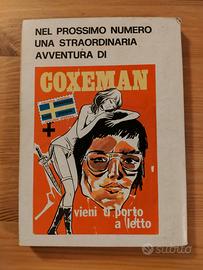 NEL PROSSIMO NUMERO
UNA STRAORDINARIA
AVVENTURA DI
COXEMAN
vieni ti porto
a letto
subito